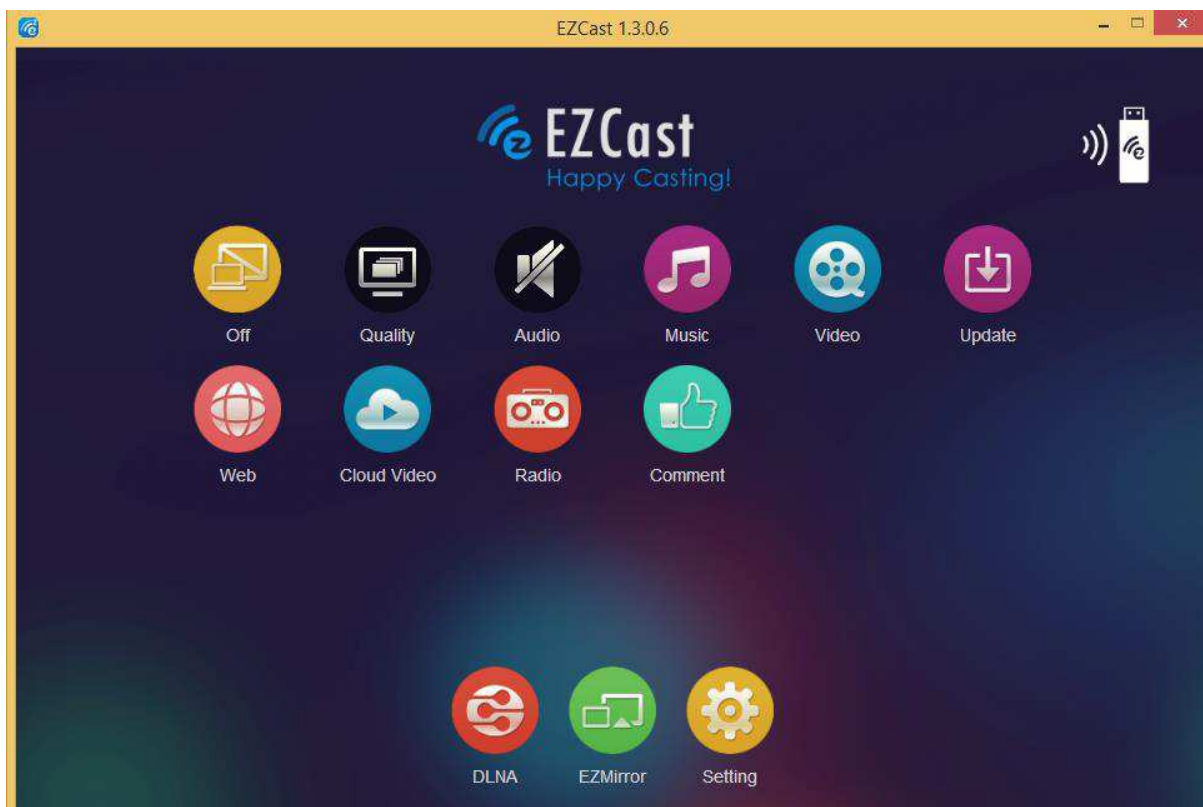 EZCast 1.3.0.6
EZCast
Happy Casting!
Off Quality Audio Music Video Update
Web Cloud Video Radio Comment
DLNA EZMirror Setting